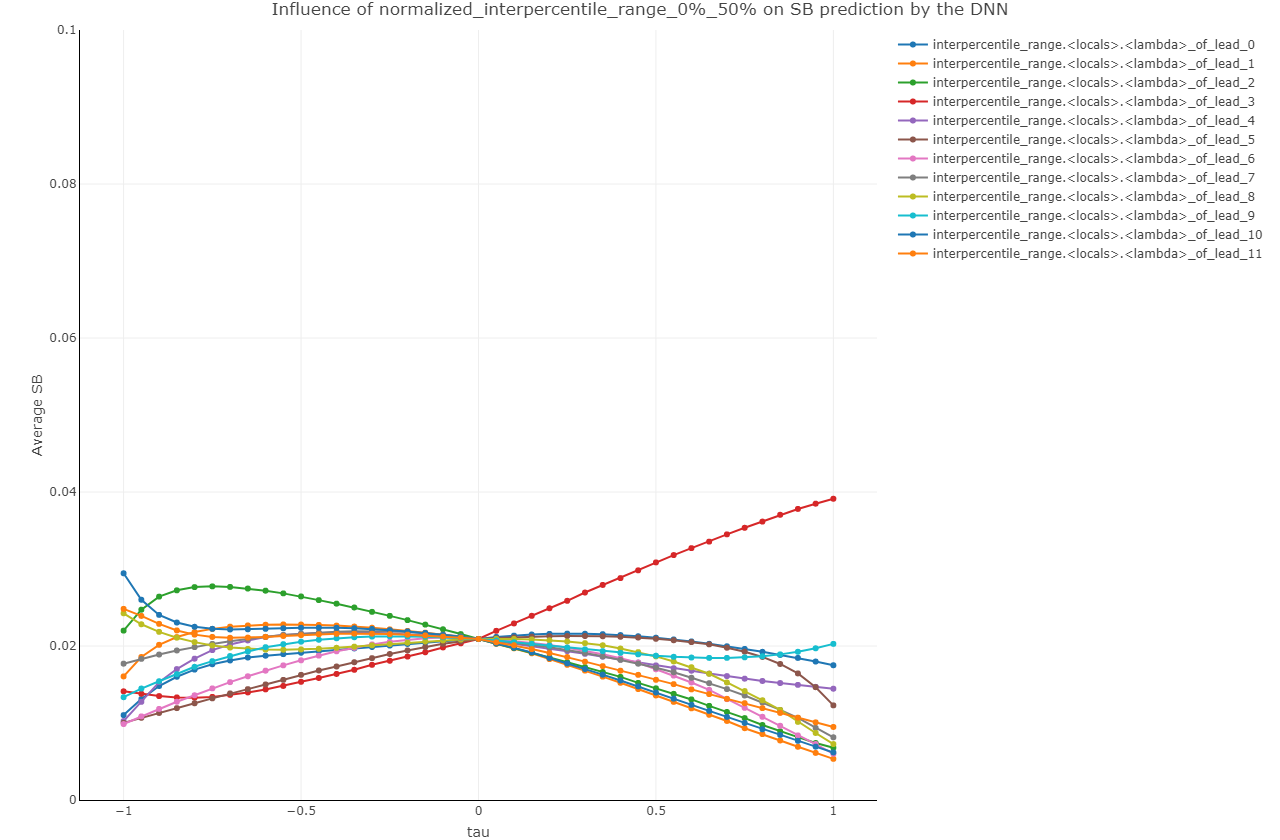 Influence of normalized_interpercentile_range_0%_50% on SB prediction by the DNN
0.1
0.08
0.06
0.04
0.02
0
Average SB
−1
−0.5
0
0.5
1
tau
interpercentile_range.<locals>.<lambda>_of_lead_0
interpercentile_range.<locals>.<lambda>_of_lead_1
interpercentile_range.<locals>.<lambda>_of_lead_2
interpercentile_range.<locals>.<lambda>_of_lead_3
interpercentile_range.<locals>.<lambda>_of_lead_4
interpercentile_range.<locals>.<lambda>_of_lead_5
interpercentile_range.<locals>.<lambda>_of_lead_6
interpercentile_range.<locals>.<lambda>_of_lead_7
interpercentile_range.<locals>.<lambda>_of_lead_8
interpercentile_range.<locals>.<lambda>_of_lead_9
interpercentile_range.<locals>.<lambda>_of_lead_10
interpercentile_range.<locals>.<lambda>_of_lead_11